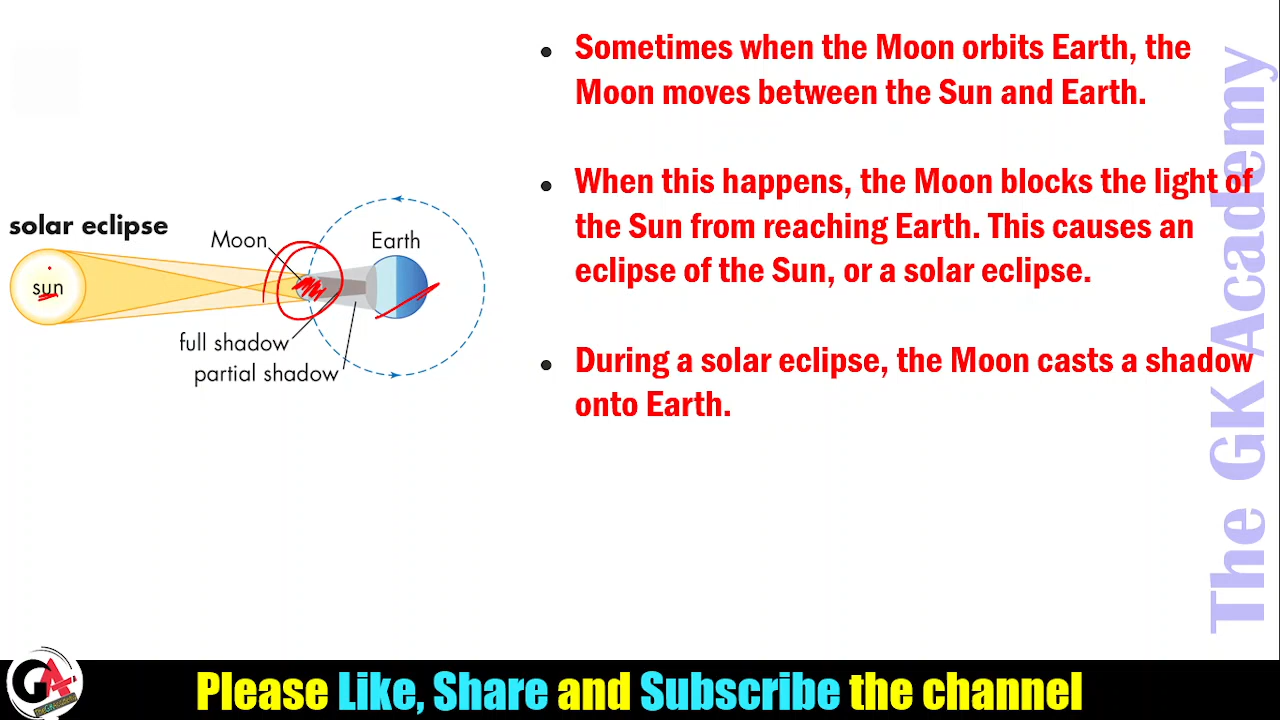 solar eclipse
Moon
Earth
sun
full shadow
partial shadow
• Sometimes when the Moon orbits Earth, the
Moon moves between the Sun and Earth.
• When this happens, the Moon blocks the light of
the Sun from reaching Earth. This causes an
eclipse of the Sun, or a solar eclipse.
• During a solar eclipse, the Moon casts a shadow
onto Earth.
The GK Academy
GA
Please Like, Share and Subscribe the channel